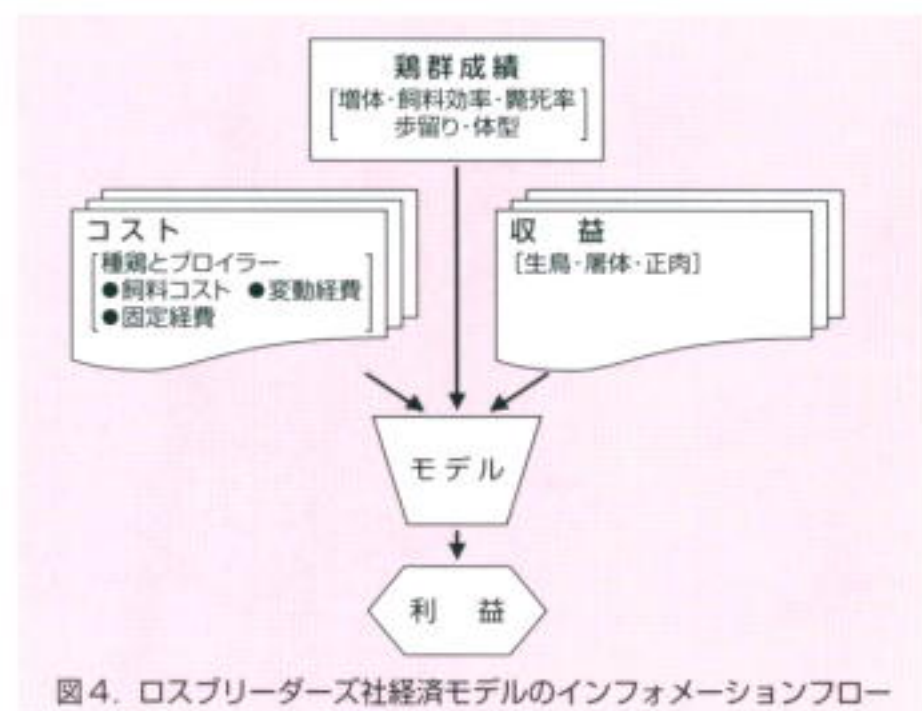 鶏群成績
[増体・飼料効率・斃死率
歩留り・体型]
コスト
[種鶏とブロイラー
●飼料コスト ●変動経費
●固定経費]
収 益
[生鳥・屠体・正肉]
モデル
利 益
図4. ロスブリーダーズ社経済モデルのインフォメーションフロー